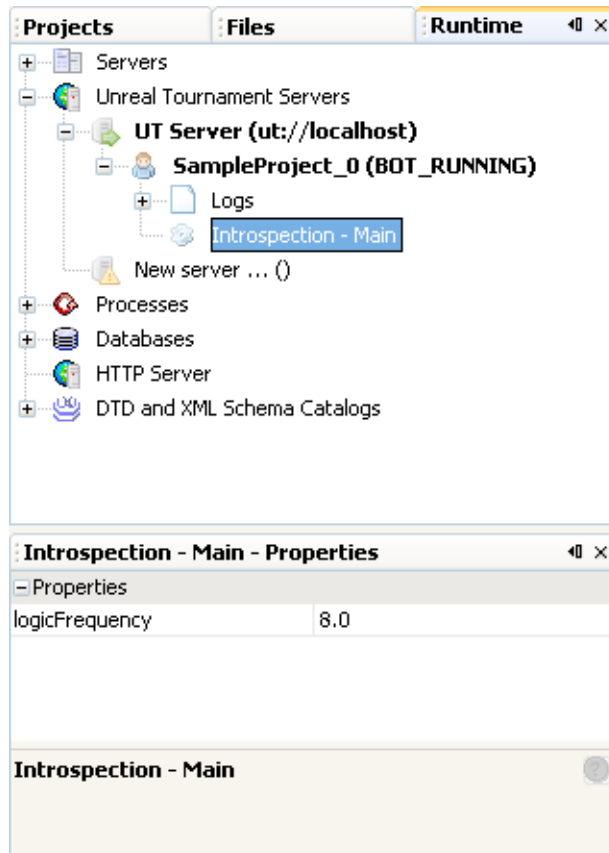 Projects Files Runtime
Servers
Unreal Tournament Servers
UT Server (ut://localhost)
SampleProject_0 (BOT_RUNNING)
Logs
Introspection - Main
New server ... ()
Processes
Databases
HTTP Server
DTD and XML Schema Catalogs
Introspection - Main - Properties
Properties
logicFrequency 8.0
Introspection - Main
?